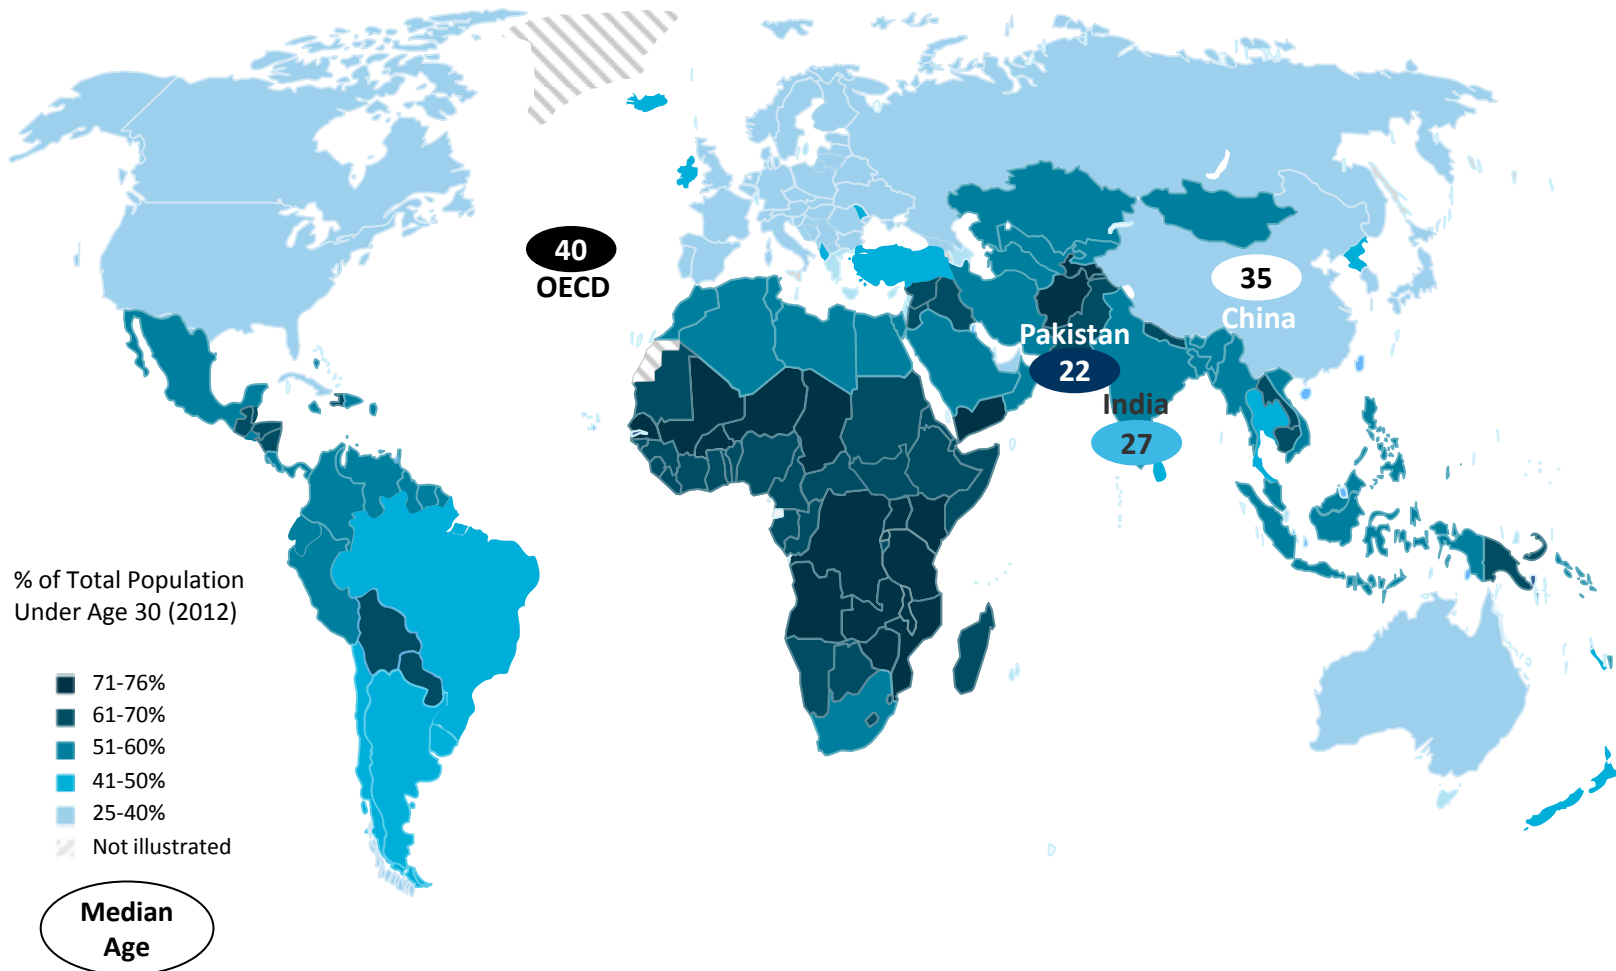 40
OECD
35
China
Pakistan
22
India
27
% of Total Population
Under Age 30 (2012)
71-76%
61-70%
51-60%
41-50%
25-40%
Not illustrated
Median
Age